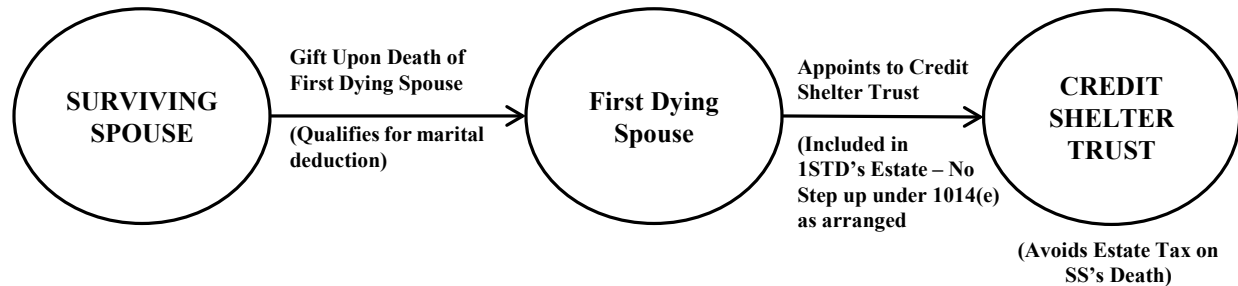 SURVIVING
SPOUSE
Gift Upon Death of
First Dying Spouse
(Qualifies for marital
deduction)
First Dying
Spouse
Appoints to Credit
Shelter Trust
(Included in
1STD’s Estate – No
Step up under 1014(e)
as arranged
CREDIT
SHELTER
TRUST
(Avoids Estate Tax on
SS’s Death)